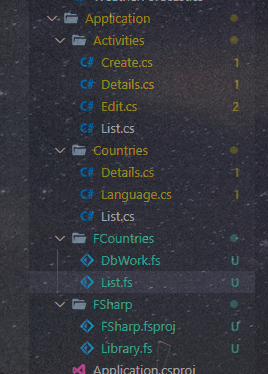 Application
Activities
Create.cs 1
Details.cs 1
Edit.cs 2
List.cs
Countries
Details.cs 1
Language.cs 1
List.cs
FCountries
DbWork.fs U
List.fs U
FSharp
FSharp.fsproj U
Library.fs U
Application.csproj